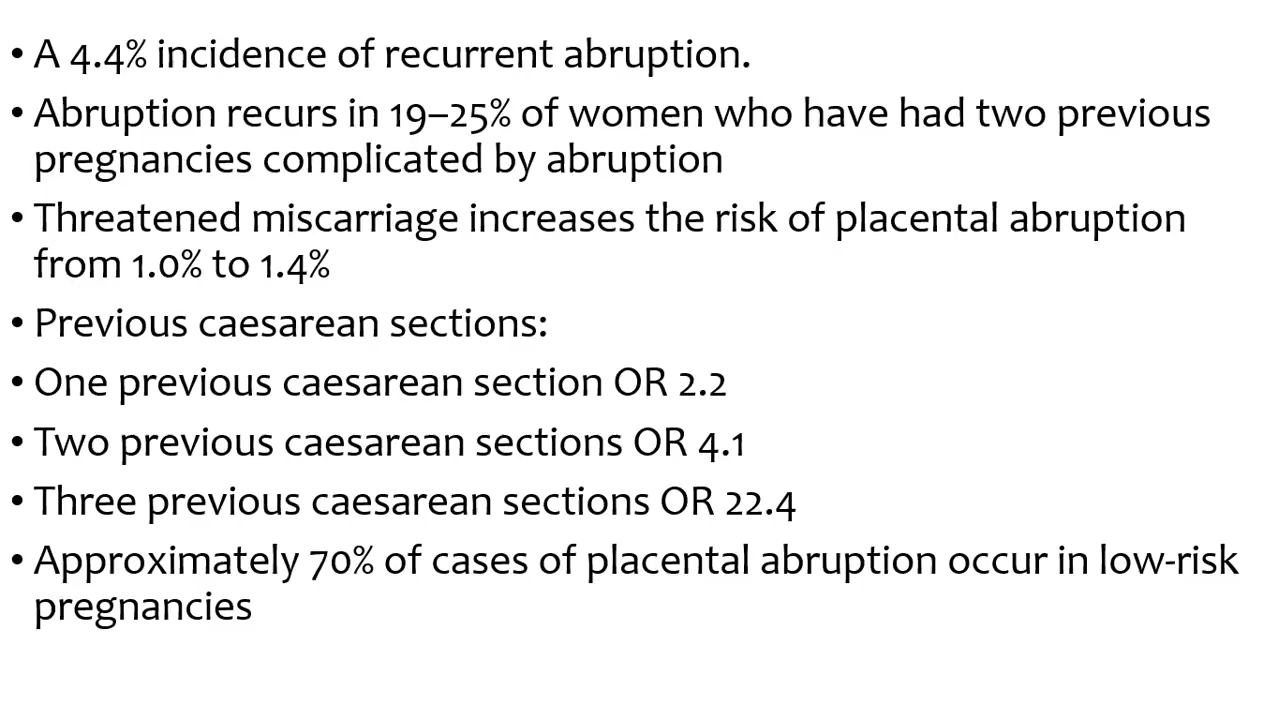 • A 4.4% incidence of recurrent abruption.
• Abruption recurs in 19–25% of women who have had two previous
pregnancies complicated by abruption
• Threatened miscarriage increases the risk of placental abruption
from 1.0% to 1.4%
• Previous caesarean sections:
• One previous caesarean section OR 2.2
• Two previous caesarean sections OR 4.1
• Three previous caesarean sections OR 22.4
• Approximately 70% of cases of placental abruption occur in low-risk
pregnancies